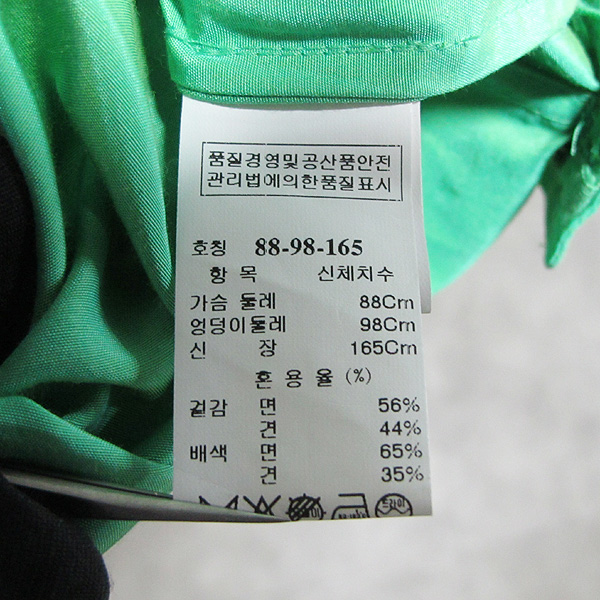 품질경영및공산품안전
관리법에의한품질표시
호칭 88-98-165
항 목 신체치수
가슴 둘레 88Cm
엉덩이둘레 98Cm
신 장 165Cm
혼 용 율 (%)
겉감 면 56%
견 44%
배색 면 65%
견 35%
드라이